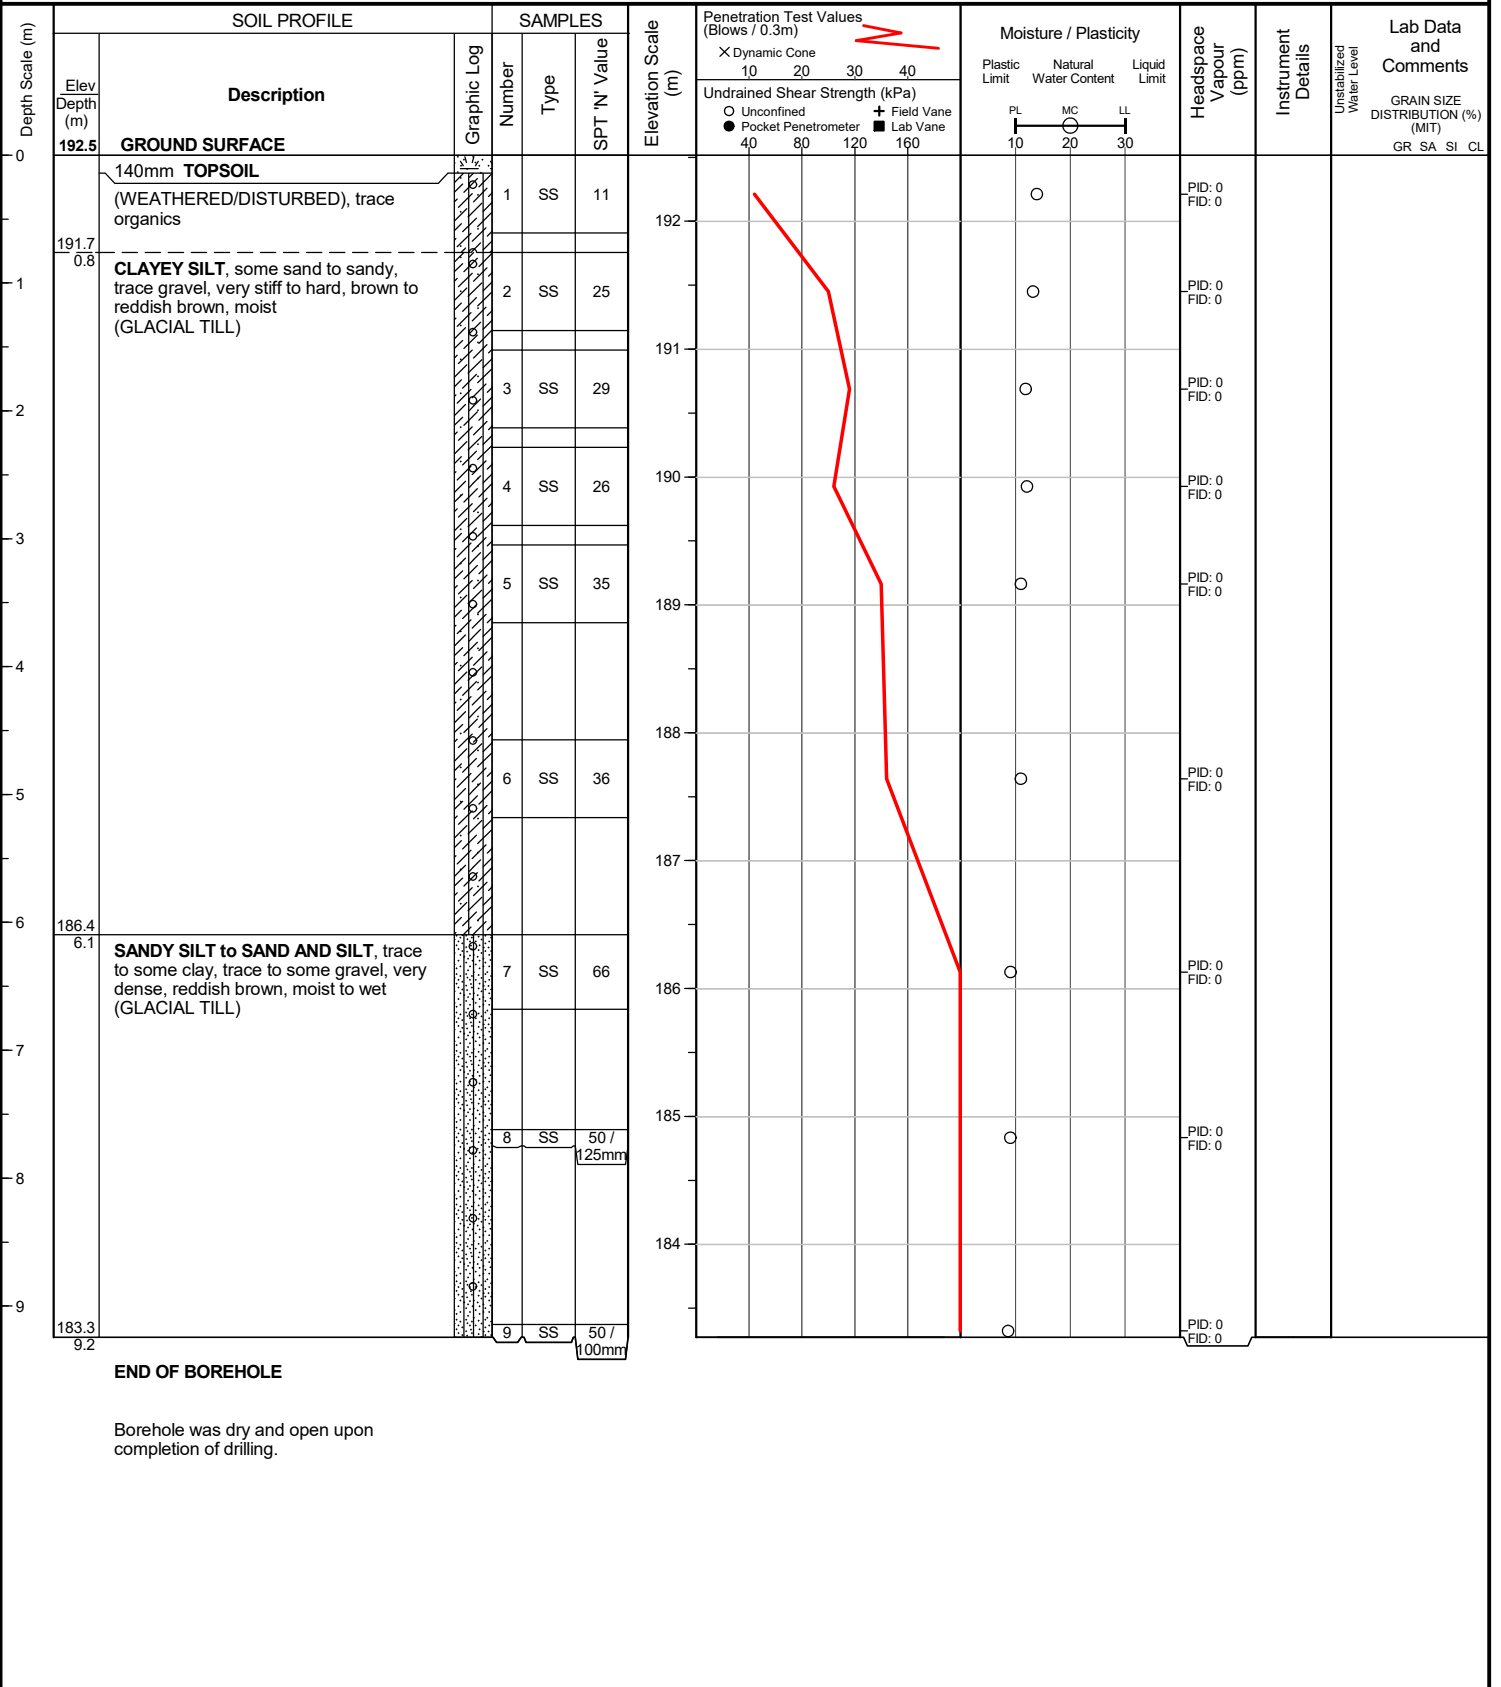 SOIL PROFILE
SAMPLES
Depth Scale (m)
Elev
Depth
(m)
192.5
Description
GROUND SURFACE
Graphic Log
Number
Type
SPT 'N' Value
Elevation Scale
(m)
Penetration Test Values
(Blows / 0.3m)
× Dynamic Cone
10 20 30 40
Undrained Shear Strength (kPa)
Unconfined
Field Vane
Pocket Penetrometer
Lab Vane
40 80 120 160
Moisture / Plasticity
Plastic
Limit
Natural
Water Content
Liquid
Limit
PL MC LL
10 20 30
Headspace
Vapour
(ppm)
Instrument
Details
Unstabilized
Water Level
Lab Data
and
Comments
GRAIN SIZE
DISTRIBUTION (%)
(MIT)
GR SA SI CL
0
140mm TOPSOIL
(WEATHERED/DISTURBED), trace
organics
1 SS 11
PID: 0
FID: 0
192
191.7
0.8
CLAYEY SILT, some sand to sandy,
trace gravel, very stiff to hard, brown to
reddish brown, moist
(GLACIAL TILL)
1
2 SS 25
PID: 0
FID: 0
191
3 SS 29
PID: 0
FID: 0
2
190
4 SS 26
PID: 0
FID: 0
3
5 SS 35
PID: 0
FID: 0
189
4
188
6 SS 36
PID: 0
FID: 0
5
187
6
186.4
6.1
SANDY SILT to SAND AND SILT, trace
to some clay, trace to some gravel, very
dense, reddish brown, moist to wet
(GLACIAL TILL)
7 SS 66
PID: 0
FID: 0
186
7
185
8 SS 50 /
125mm
PID: 0
FID: 0
8
184
9
183.3
9.2
9 SS 50 /
100mm
PID: 0
FID: 0
END OF BOREHOLE
Borehole was dry and open upon
completion of drilling.